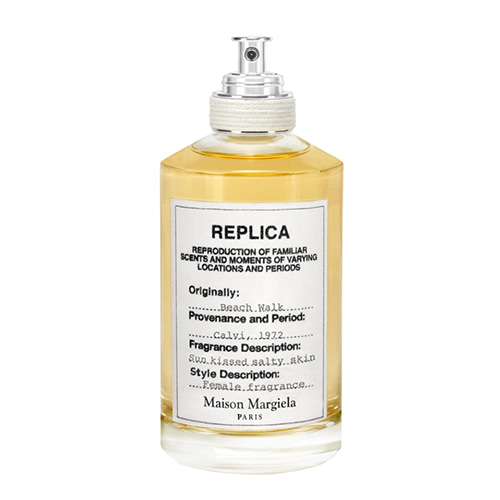 REPLICA
REPRODUCTION OF FAMILIAR
SCENTS AND MOMENTS OF VARYING
LOCATIONS AND PERIODS
Originally:
Beach Walk
Provenance and Period:
Calvi, 1972
Fragrance Description:
Sun kissed salty skin
Style Description:
Female fragrance
Maison Margiela
PARIS